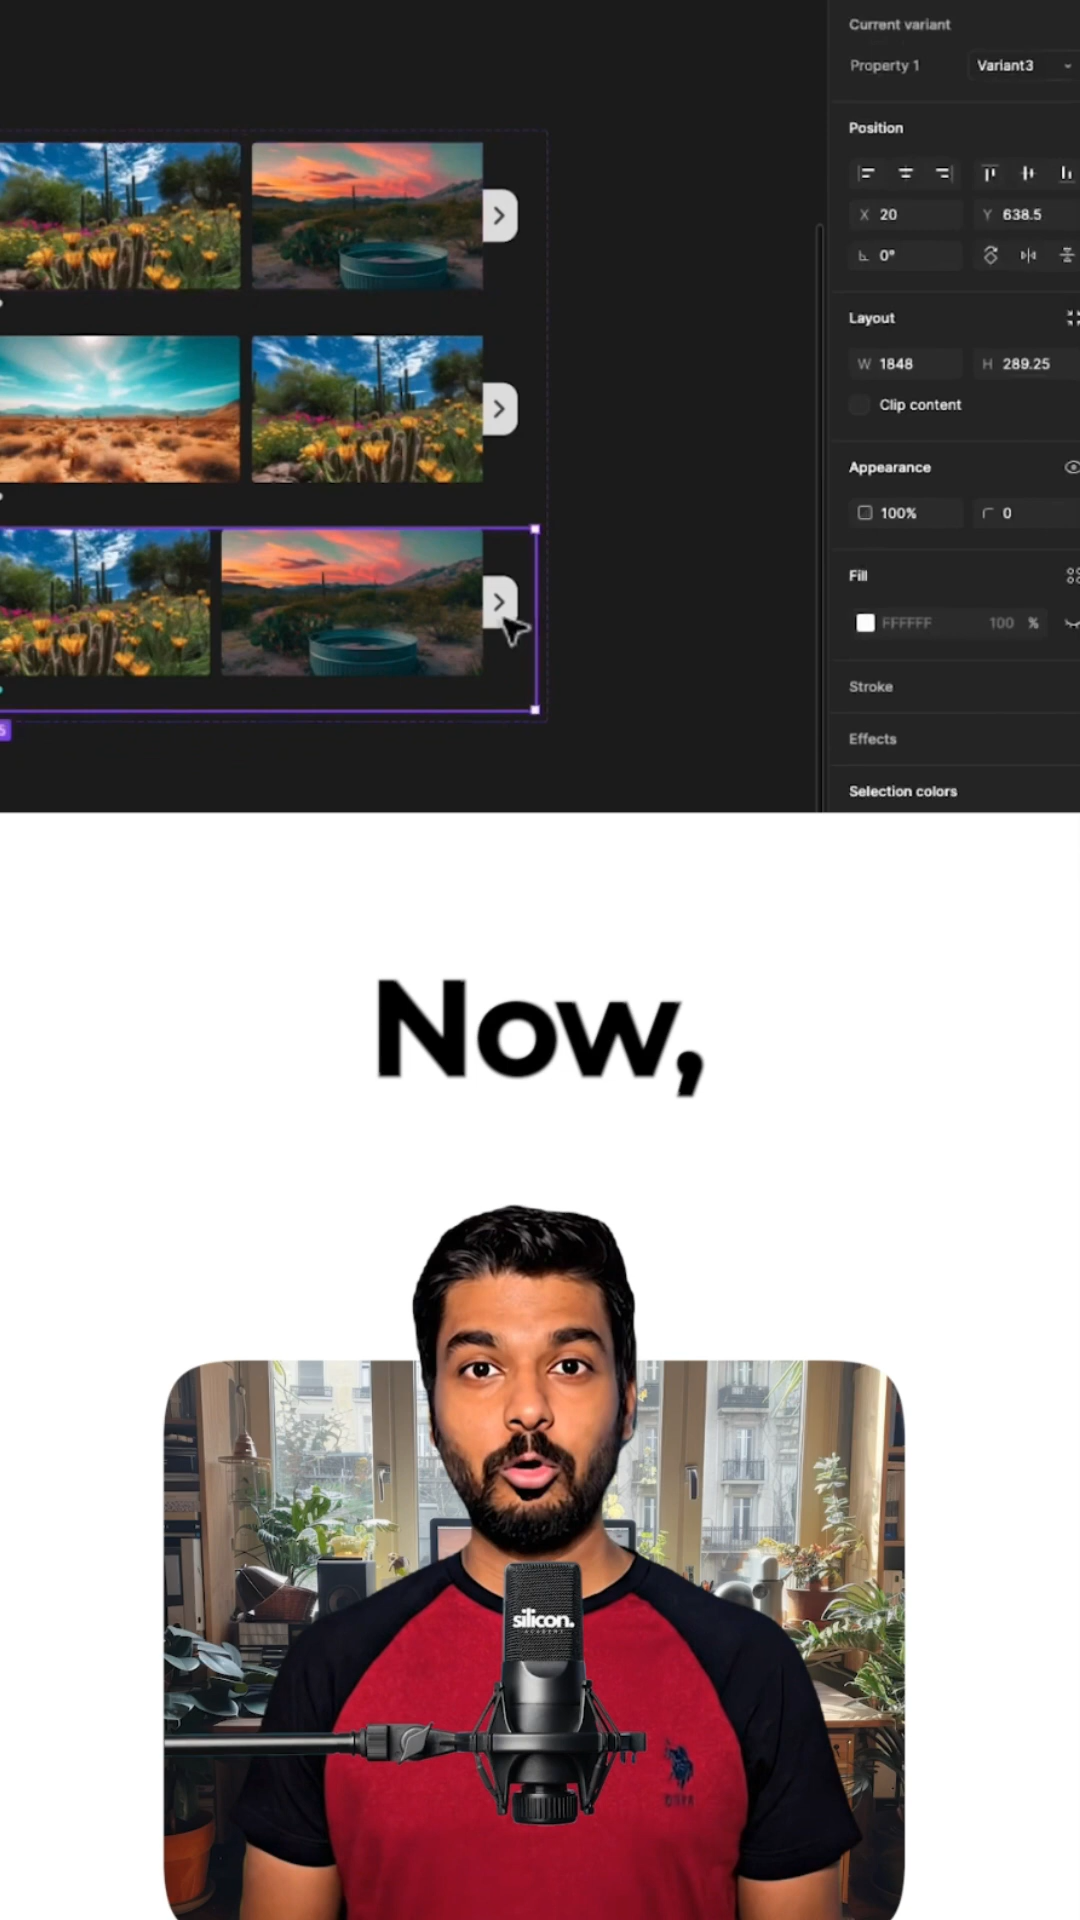 Current variant
Property 1
Variant3
Position
X 20
Y 638.5
0°
Layout
W 1848
H 289.25
Clip content
Appearance
100%
0
Fill
FFFFFF 100 %
Stroke
Effects
Selection colors
Now,
silicon.
ACADEMY